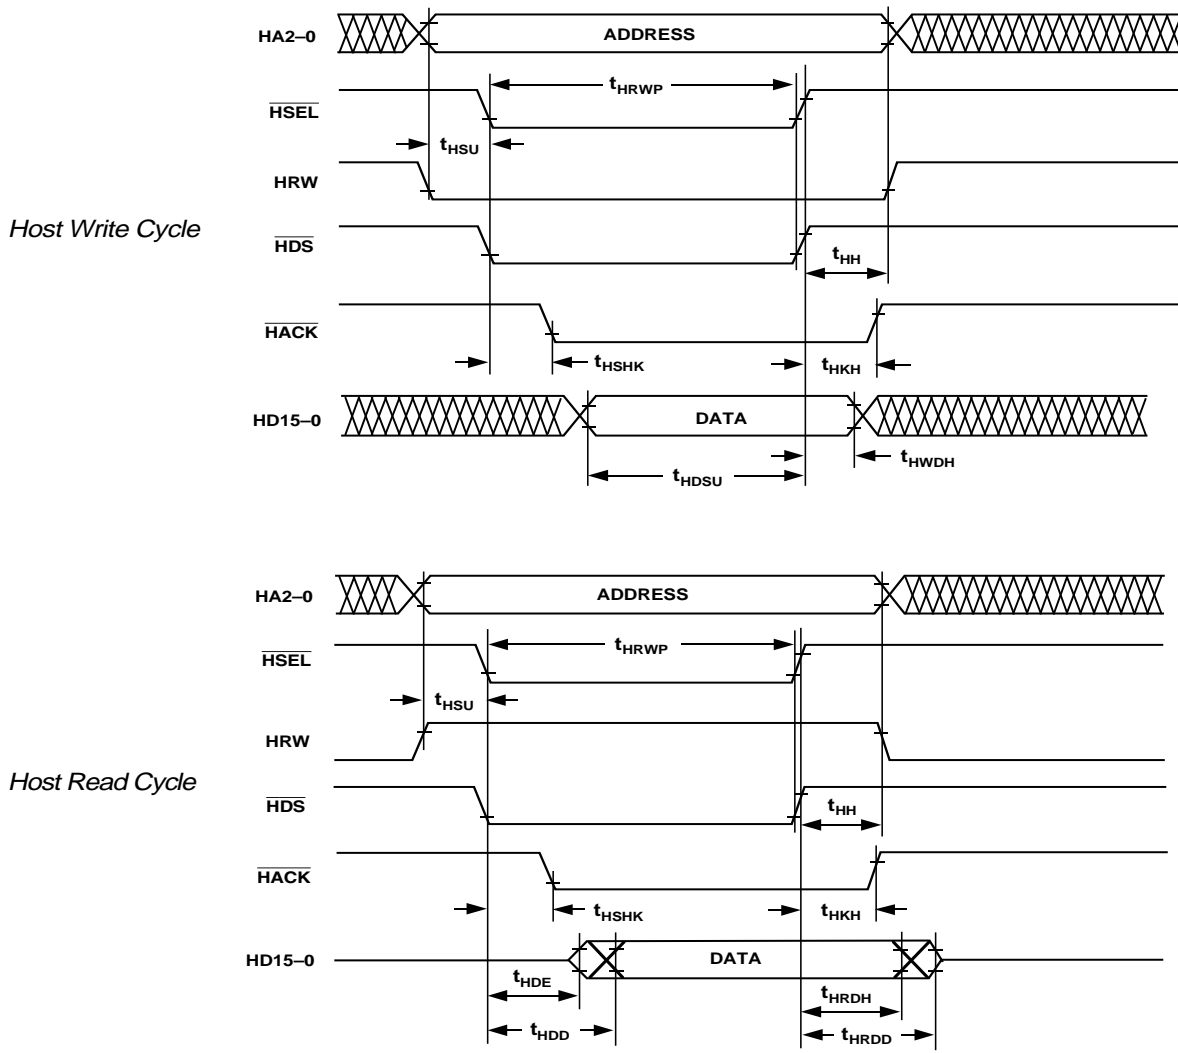 HA2–0
ADDRESS
tHRWP
HSEL
tHSU
HRW
Host Write Cycle
HDS
tHH
HACK
tHSHK
tHKH
HD15–0
DATA
tHWDH
tHDSU
HA2–0
ADDRESS
tHRWP
HSEL
tHSU
HRW
Host Read Cycle
HDS
tHH
HACK
tHSHK
tHKH
HD15–0
DATA
tHDE
tHRDH
tHDD
tHRDD